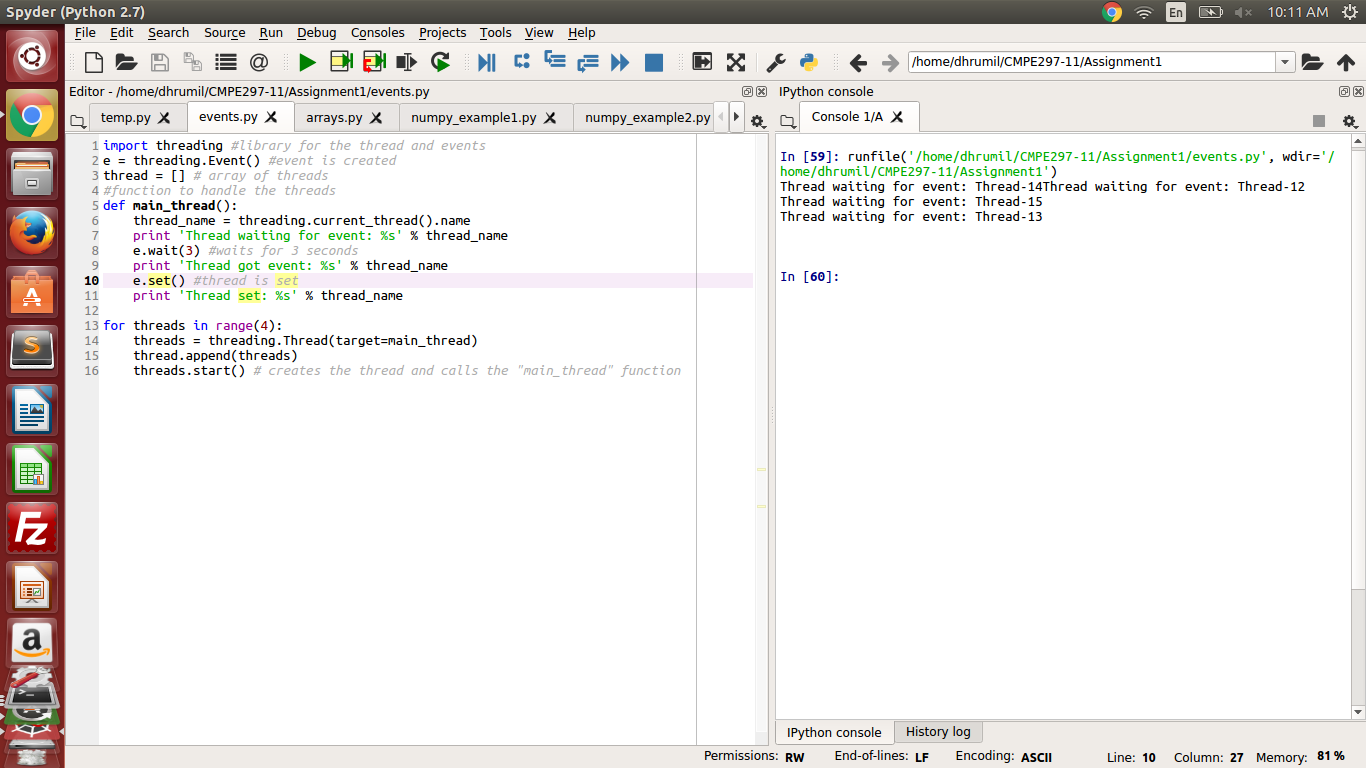 Spyder (Python 2.7)
En
10:11 AM
File Edit Search Source Run Debug Consoles Projects Tools View Help
/home/dhrumil/CMPE297-11/Assignment1
Editor - /home/dhrumil/CMPE297-11/Assignment1/events.py
temp.py events.py arrays.py numpy_example1.py numpy_example2.py
1 import threading #library for the thread and events
2 e = threading.Event() #event is created
3 thread = [] # array of threads
4 #function to handle the threads
5 def main_thread():
6     thread_name = threading.current_thread().name
7     print 'Thread waiting for event: %s' % thread_name
8     e.wait(3) #waits for 3 seconds
9     print 'Thread got event: %s' % thread_name
10     e.set() #thread is set
11     print 'Thread set: %s' % thread_name
12
13 for threads in range(4):
14     threads = threading.Thread(target=main_thread)
15     thread.append(threads)
16     threads.start() # creates the thread and calls the "main_thread" function
IPython console
Console 1/A
In [59]: runfile('/home/dhrumil/CMPE297-11/Assignment1/events.py', wdir='/
home/dhrumil/CMPE297-11/Assignment1')
Thread waiting for event: Thread-14Thread waiting for event: Thread-12
Thread waiting for event: Thread-15
Thread waiting for event: Thread-13
In [60]:
IPython console History log
Permissions: RW End-of-lines: LF Encoding: ASCII Line: 10 Column: 27 Memory: 81 %